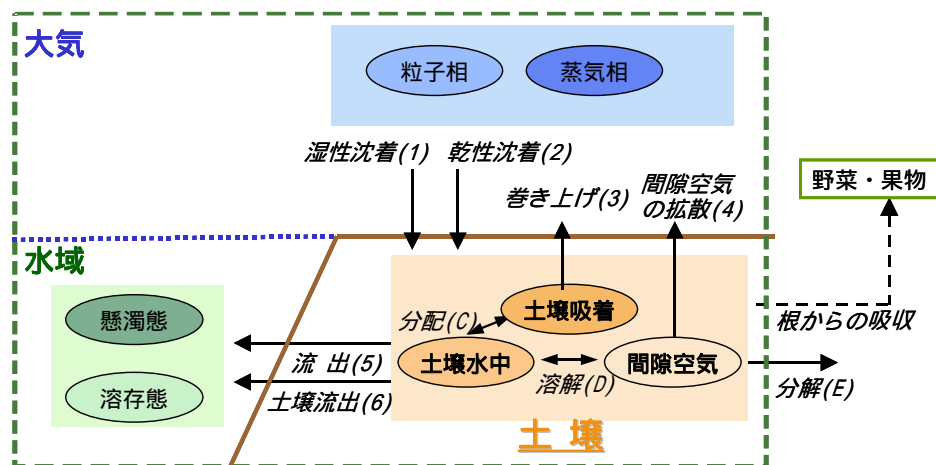 大気
粒子相
蒸気相
湿性沈着(1)
乾性沈着(2)
巻き上げ(3)
間隙空気
の拡散(4)
野菜・果物
水域
懸濁態
溶存態
土壌吸着
分配(C)
土壌水中
間隙空気
溶解(D)
根からの吸収
流 出(5)
土壌流出(6)
分解(E)
土 壌